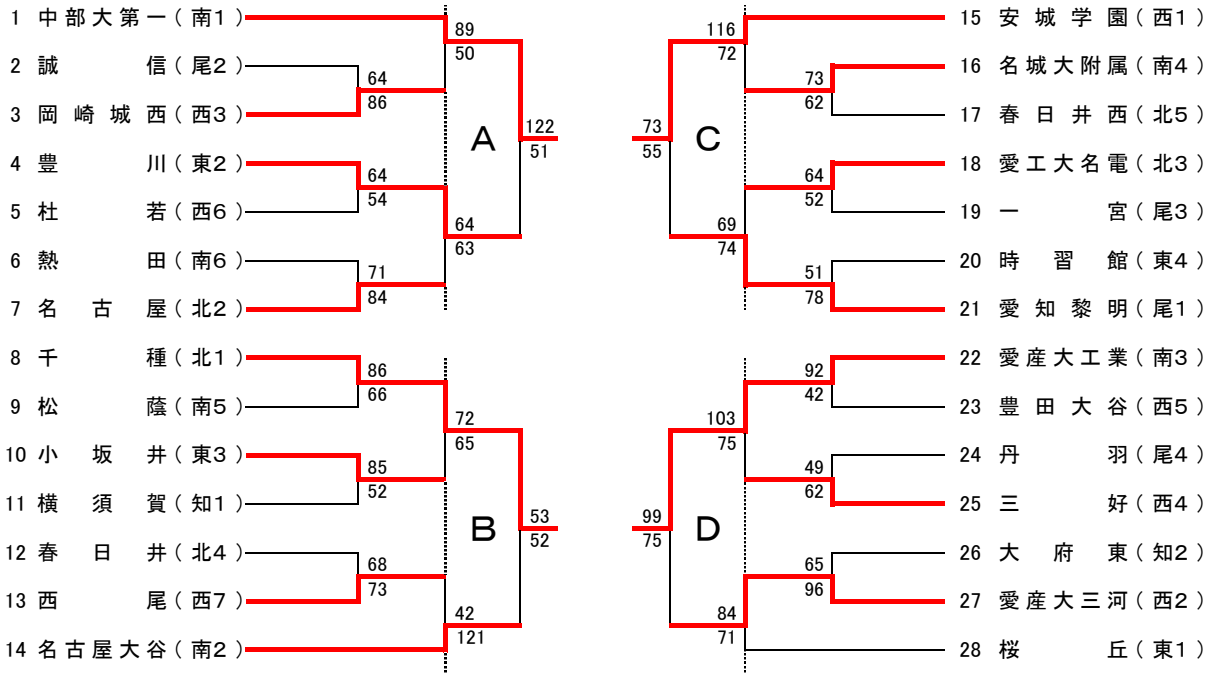 1 中部大第一(南1)
2 誠信(尾2)
3 岡崎城西(西3)
4 豊川(東2)
5 杜若(西6)
6 熱田(南6)
7 名古屋(北2)
8 千種(北1)
9 松蔭(南5)
10 小坂井(東3)
11 横須賀(知1)
12 春日井(北4)
13 西尾(西7)
14 名古屋大谷(南2)
64
86
64
54
71
84
86
66
85
52
68
73
89
50
64
63
72
65
42
121
A
122
51
B
53
52
C
73
55
D
99
75
116
72
69
74
103
75
84
71
73
62
64
52
51
78
92
42
49
62
65
96
15 安城学園(西1)
16 名城大附属(南4)
17 春日井西(北5)
18 愛工大名電(北3)
19 一宮(尾3)
20 時習館(東4)
21 愛知黎明(尾1)
22 愛産大工業(南3)
23 豊田大谷(西5)
24 丹羽(尾4)
25 三好(西4)
26 大府東(知2)
27 愛産大三河(西2)
28 桜丘(東1)